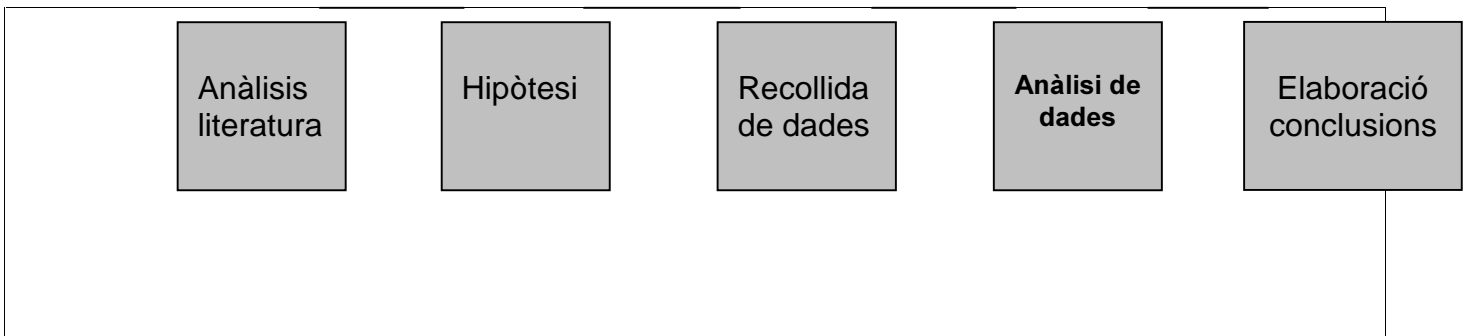 Anàlisis
literatura
Hipòtesi
Recollida
de dades
Anàlisi de
dades
Elaboració
conclusions